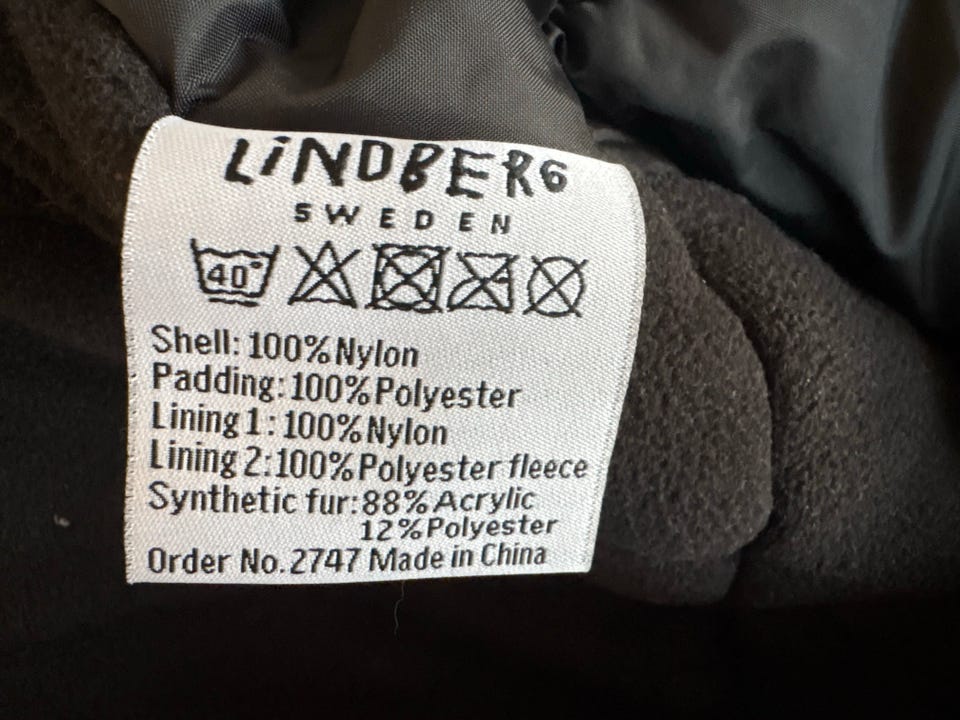 LiNDBERG
SWEDEN
40°
Shell: 100% Nylon
Padding: 100% Polyester
Lining 1: 100% Nylon
Lining 2: 100% Polyester fleece
Synthetic fur: 88% Acrylic
12% Polyester
Order No. 2747 Made in China